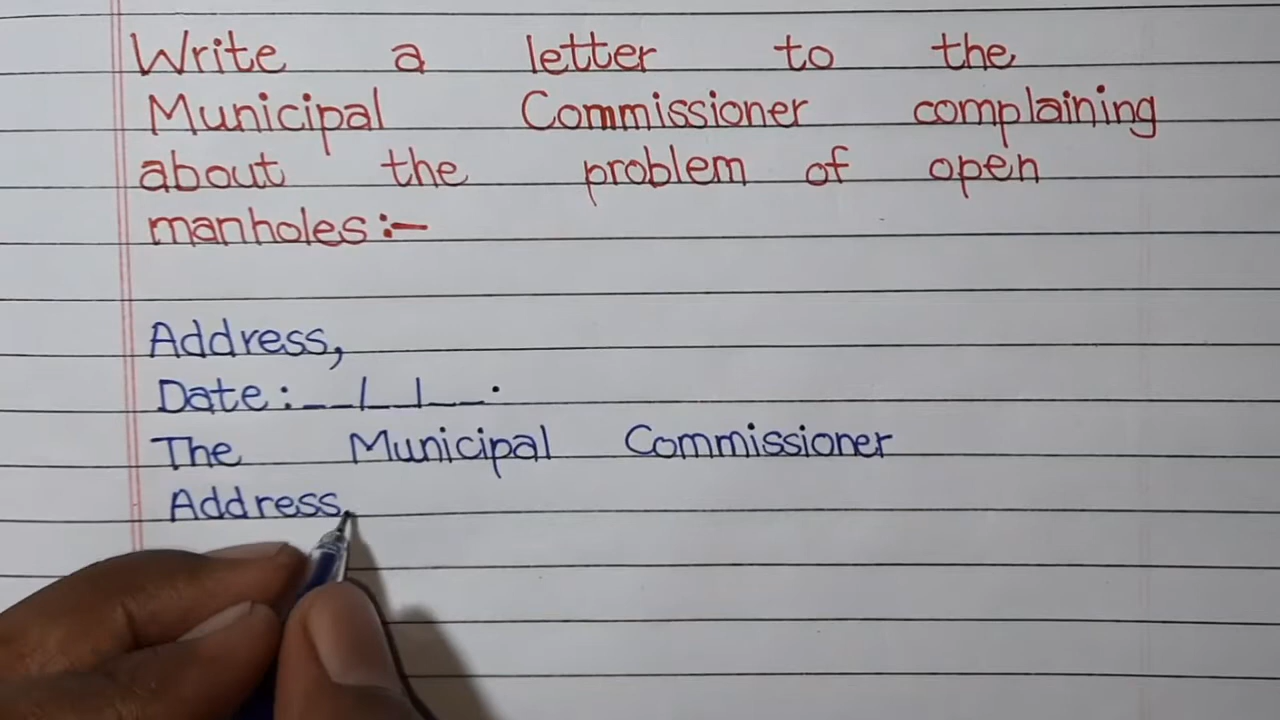 Write a letter to the
Municipal Commissioner complaining
about the problem of open
manholes:-
Address,
Date:__/__/__.
The Municipal Commissioner
Address,